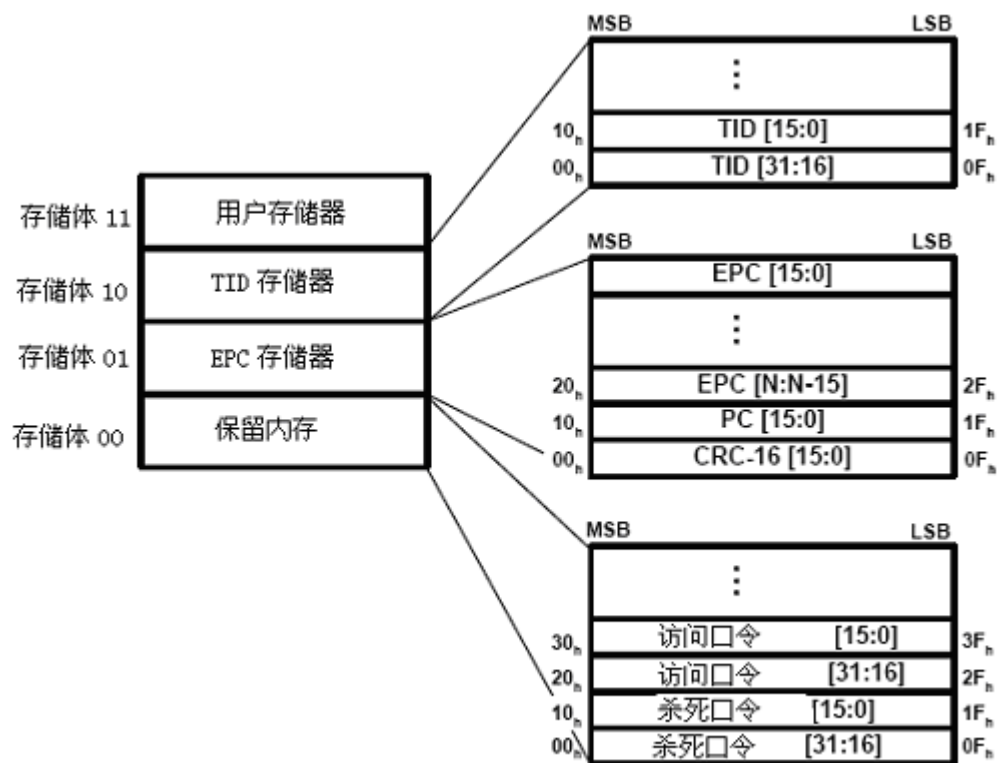 MSB LSB
⋮
10h TID [15:0] 1Fh
00h TID [31:16] 0Fh
存储体 11 用户存储器
存储体 10 TID 存储器
存储体 01 EPC 存储器
存储体 00 保留内存
MSB LSB
EPC [15:0]
⋮
20h EPC [N:N-15] 2Fh
10h PC [15:0] 1Fh
00h CRC-16 [15:0] 0Fh
MSB LSB
⋮
30h 访问口令 [15:0] 3Fh
20h 访问口令 [31:16] 2Fh
10h 杀死口令 [15:0] 1Fh
00h 杀死口令 [31:16] 0Fh